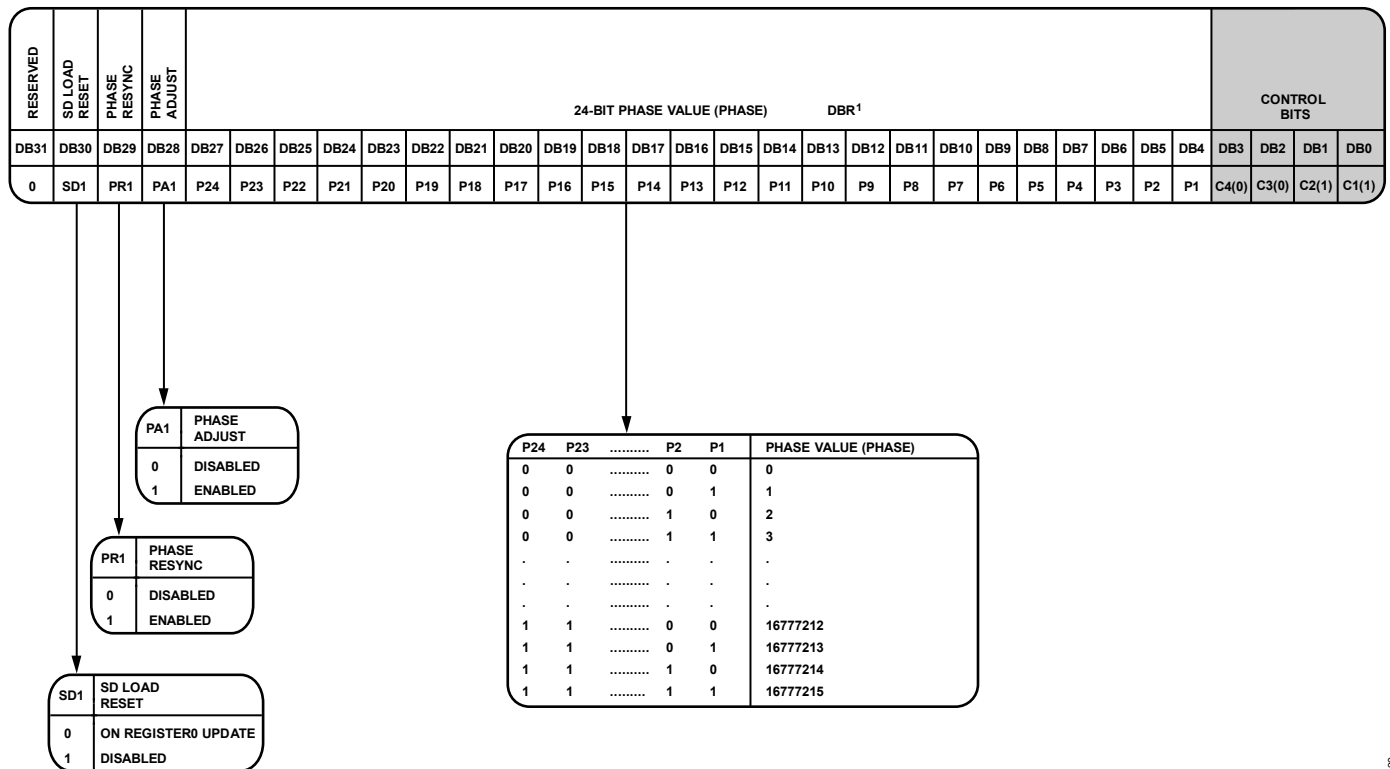 RESERVED
SD LOAD
RESET
PHASE
RESYNC
PHASE
ADJUST
24-BIT PHASE VALUE (PHASE) DBR1
CONTROL
BITS
DB31 DB30 DB29 DB28 DB27 DB26 DB25 DB24 DB23 DB22 DB21 DB20 DB19 DB18 DB17 DB16 DB15 DB14 DB13 DB12 DB11 DB10 DB9 DB8 DB7 DB6 DB5 DB4 DB3 DB2 DB1 DB0
0 SD1 PR1 PA1 P24 P23 P22 P21 P20 P19 P18 P17 P16 P15 P14 P13 P12 P11 P10 P9 P8 P7 P6 P5 P4 P3 P2 P1 C4(0) C3(0) C2(1) C1(1)
PA1 PHASE
ADJUST
0 DISABLED
1 ENABLED
PR1 PHASE
RESYNC
0 DISABLED
1 ENABLED
SD1 SD LOAD
RESET
0 ON REGISTER0 UPDATE
1 DISABLED
P24 P23 .......... P2 P1 PHASE VALUE (PHASE)
0 0 .......... 0 0 0
0 0 .......... 0 1 1
0 0 .......... 1 0 2
0 0 .......... 1 1 3
. . .......... . . .
. . .......... . . .
. . .......... . . .
1 1 .......... 0 0 16777212
1 1 .......... 0 1 16777213
1 1 .......... 1 0 16777214
1 1 ......... 1 1 16777215